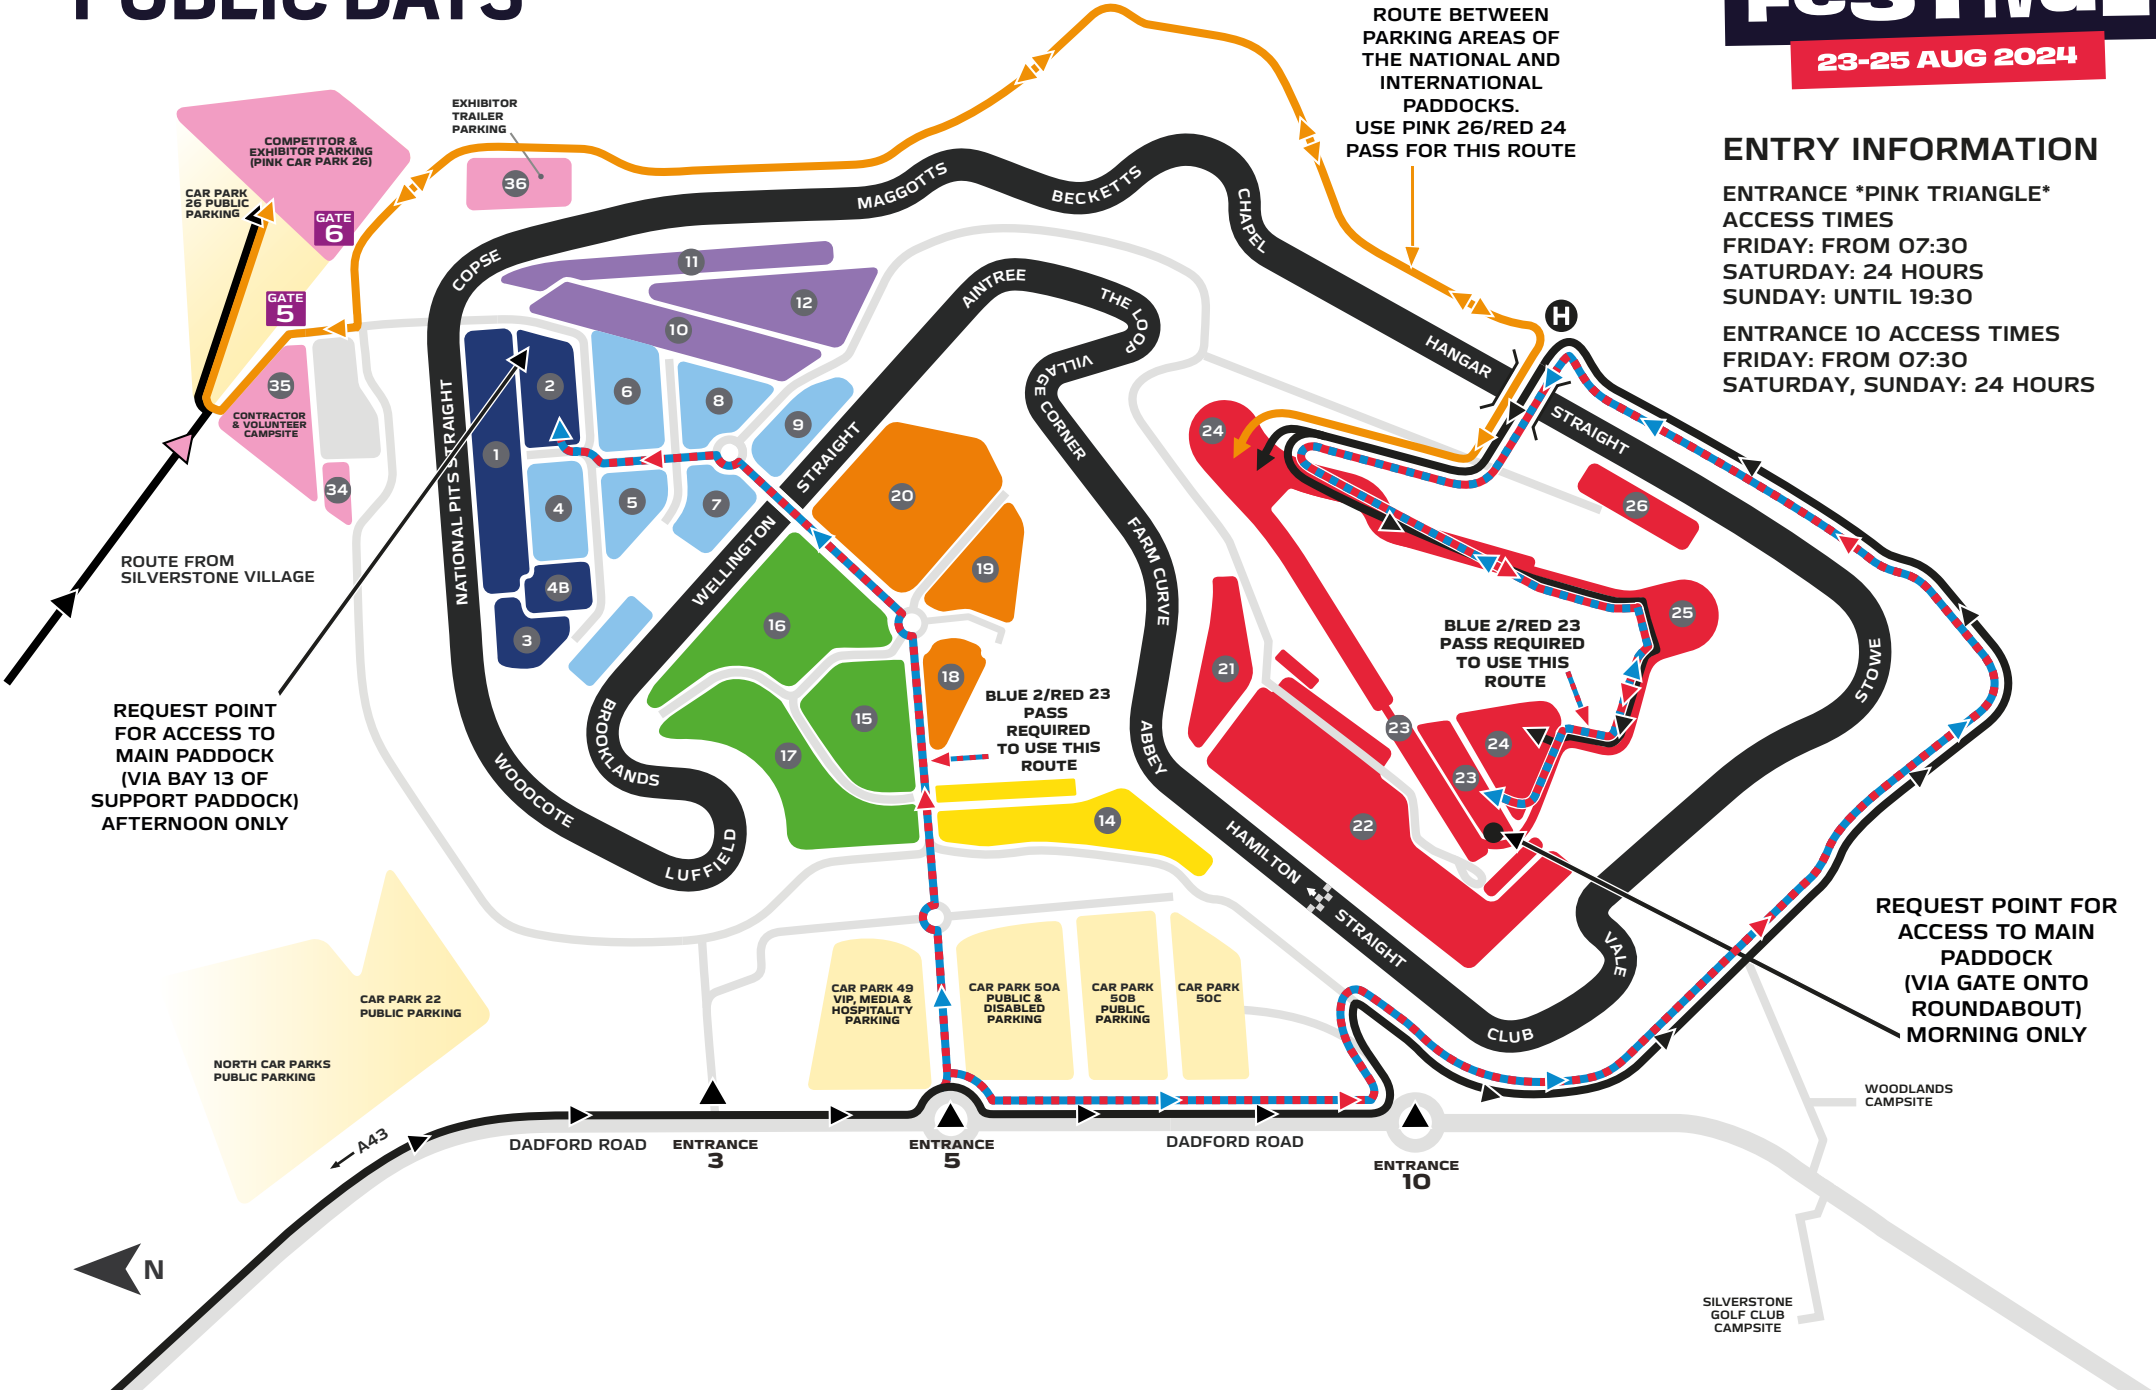 PUBLIC DAYS
FESTIVAL
23-25 AUG 2024
ROUTE BETWEEN
PARKING AREAS OF
THE NATIONAL AND
INTERNATIONAL
PADDOCKS.
USE PINK 26/RED 24
PASS FOR THIS ROUTE
ENTRY INFORMATION
ENTRANCE *PINK TRIANGLE*
ACCESS TIMES
FRIDAY: FROM 07:30
SATURDAY: 24 HOURS
SUNDAY: UNTIL 19:30
ENTRANCE 10 ACCESS TIMES
FRIDAY: FROM 07:30
SATURDAY, SUNDAY: 24 HOURS
EXHIBITOR
TRAILER
PARKING
36
COMPETITOR &
EXHIBITOR PARKING
(PINK CAR PARK 26)
CAR PARK
26 PUBLIC
PARKING
GATE
6
GATE
5
35
CONTRACTOR
& VOLUNTEER
CAMPSITE
34
ROUTE FROM
SILVERSTONE VILLAGE
REQUEST POINT
FOR ACCESS TO
MAIN PADDOCK
(VIA BAY 13 OF
SUPPORT PADDOCK)
AFTERNOON ONLY
COPSE
MAGGOTTS
BECKETTS
CHAPEL
HANGAR
STRAIGHT
H
STOWE
VALE
CLUB
HAMILTON
STRAIGHT
ABBEY
FARM CURVE
VILLAGE CORNER
THE LOOP
AINTREE
WELLINGTON
STRAIGHT
BROOKLANDS
LUFFIELD
WOODCOTE
NATIONAL PITS STRAIGHT
11
12
10
1
2
6
8
9
4
5
7
4B
3
20
19
16
18
15
17
14
24
26
25
21
23
24
23
22
BLUE 2/RED 23
PASS
REQUIRED
TO USE THIS
ROUTE
BLUE 2/RED 23
PASS REQUIRED
TO USE THIS
ROUTE
REQUEST POINT FOR
ACCESS TO MAIN
PADDOCK
(VIA GATE ONTO
ROUNDABOUT)
MORNING ONLY
CAR PARK 22
PUBLIC PARKING
NORTH CAR PARKS
PUBLIC PARKING
CAR PARK 49
VIP, MEDIA &
HOSPITALITY
PARKING
CAR PARK 50A
PUBLIC &
DISABLED
PARKING
CAR PARK
50B
PUBLIC
PARKING
CAR PARK
50C
A43
DADFORD ROAD
ENTRANCE
3
ENTRANCE
5
DADFORD ROAD
ENTRANCE
10
WOODLANDS
CAMPSITE
SILVERSTONE
GOLF CLUB
CAMPSITE
N